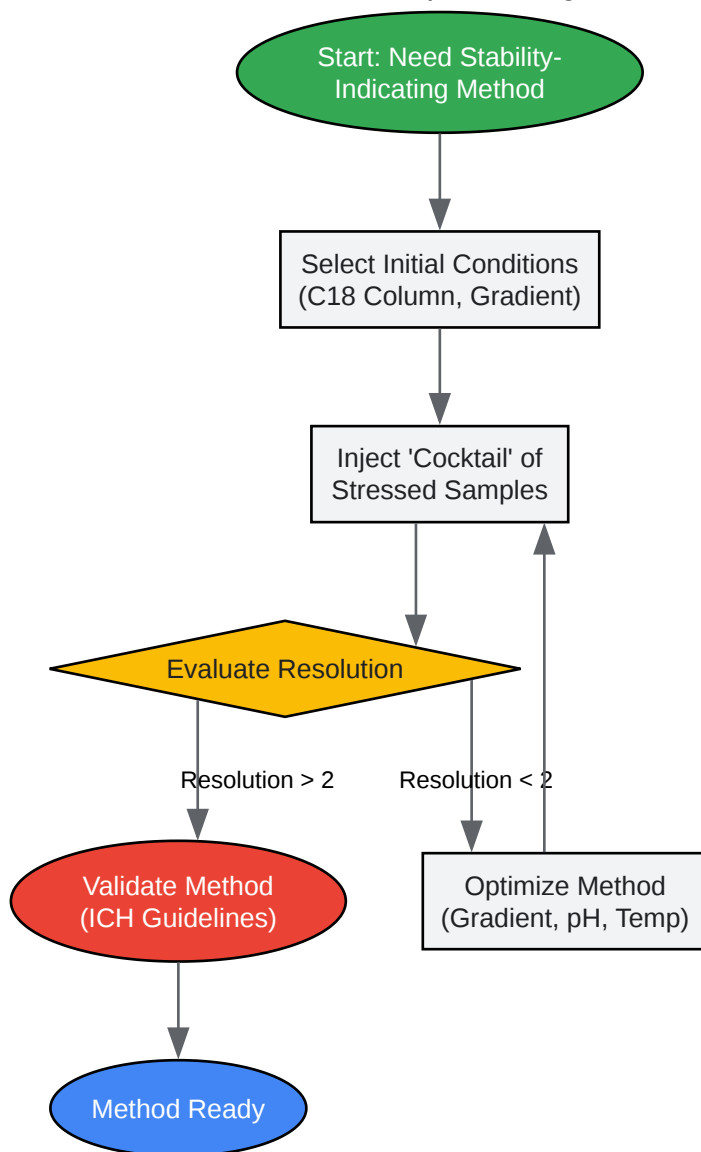 Start: Need Stability-
Indicating Method
Select Initial Conditions
(C18 Column, Gradient)
Inject 'Cocktail' of
Stressed Samples
Evaluate Resolution
Resolution > 2
Resolution < 2
Validate Method
(ICH Guidelines)
Optimize Method
(Gradient, pH, Temp)
Method Ready